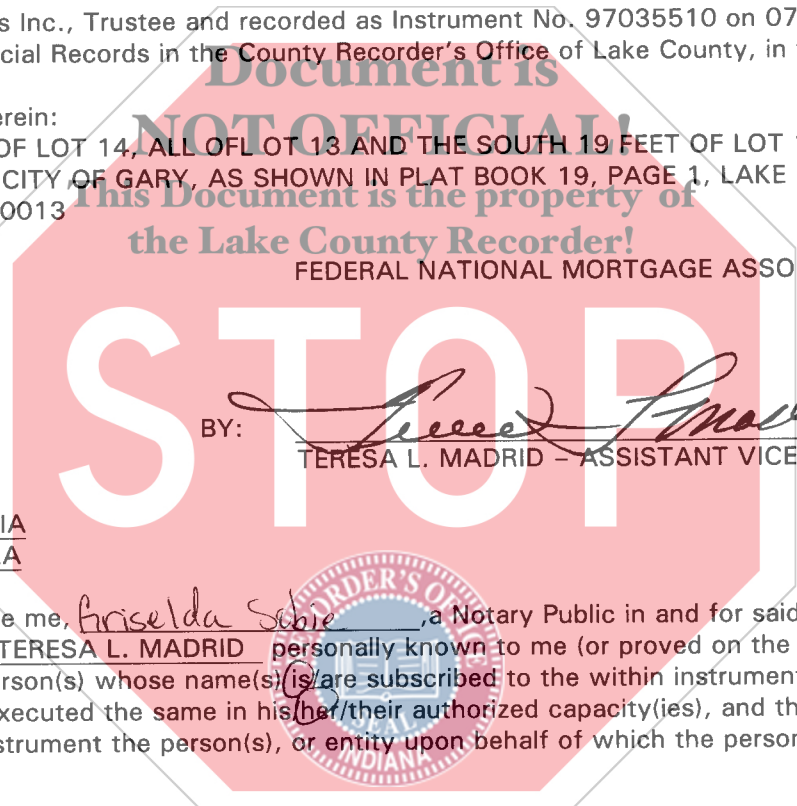 s Inc., Trustee and recorded as Instrument No. 97035510 on 07
cial Records in the County Recorder's Office of Lake County, in
Document is
erein:
NOT OFFICIAL!
OF LOT 14, ALL OFLOT 13 AND THE SOUTH 19 FEET OF LOT
CITY OF GARY, AS SHOWN IN PLAT BOOK 19, PAGE 1, LAKE
This Document is the property of
0013
the Lake County Recorder!
FEDERAL NATIONAL MORTGAGE ASSO
STOP
BY:
TERESA L. MADRID – ASSISTANT VICE
IA
LA
e me, Griselda Sobie ,a Notary Public in and for said
TERESA L. MADRID personally known to me (or proved on the
rson(s) whose name(s) is/are subscribed to the within instrument
xecuted the same in his/her/their authorized capacity(ies), and th
strument the person(s), or entity upon behalf of which the person
RECORDER'S OFFICE
SEAL
INDIANA